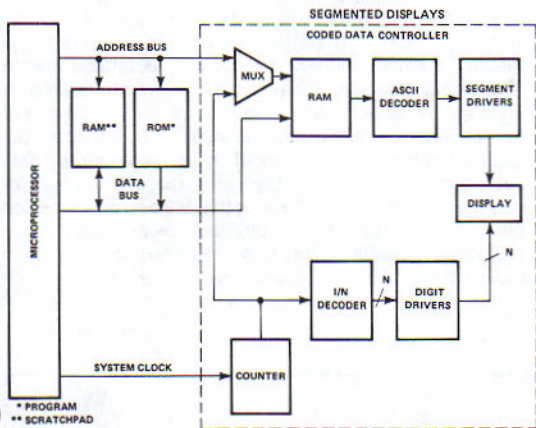 SEGMENTED DISPLAYS
CODED DATA CONTROLLER
ADDRESS BUS
MUX
RAM
ASCII
DECODER
SEGMENT
DRIVERS
RAM**
ROM*
DATA
BUS
MICROPROCESSOR
DISPLAY
N
I/N
DECODER
N
DIGIT
DRIVERS
SYSTEM CLOCK
COUNTER
* PROGRAM
** SCRATCHPAD